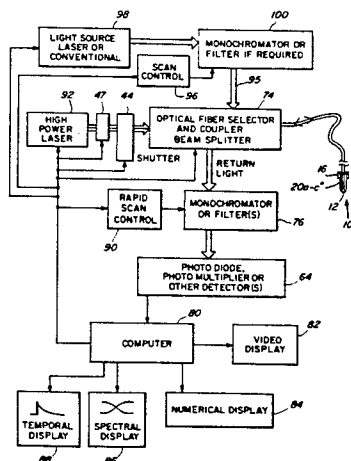 98
LIGHT SOURCE
LASER OR
CONVENTIONAL
100
MONOCHROMATOR OR
FILTER IF REQUIRED
SCAN
CONTROL
96
95
92
HIGH
POWER
LASER
47
44
SHUTTER
74
OPTICAL FIBER SELECTOR
AND COUPLER
BEAM SPLITTER
RETURN
LIGHT
16
20a-c"
12
10
RAPID SCAN
CONTROL
90
MONOCHROMATOR
OR FILTER(S)
76
PHOTO DIODE,
PHOTO MULTIPLIER OR
OTHER DETECTOR(S)
64
80
COMPUTER
82
VIDEO
DISPLAY
TEMPORAL
DISPLAY
88
SPECTRAL
DISPLAY
86
NUMERICAL DISPLAY
84